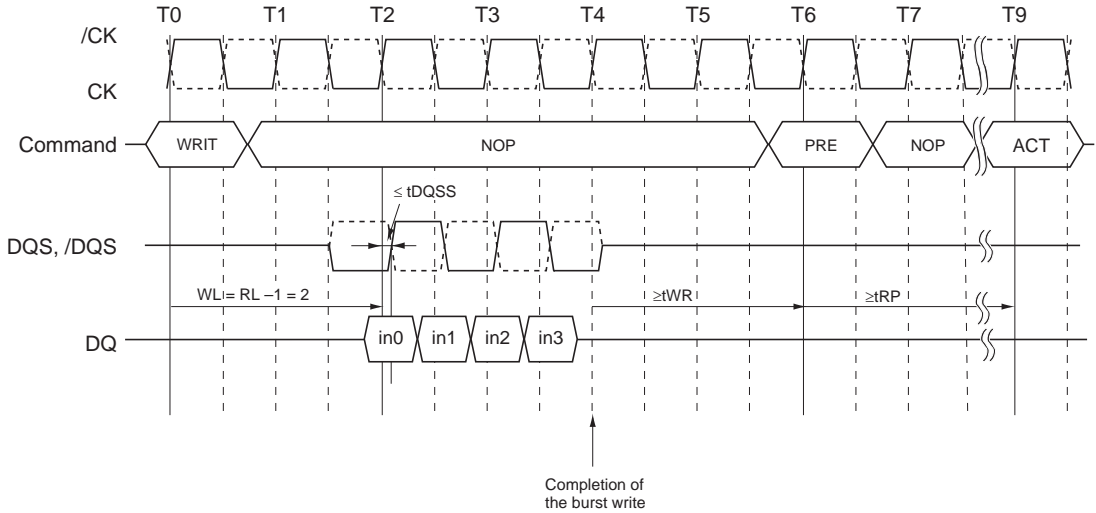 T0 T1 T2 T3 T4 T5 T6 T7 T9
/CK
CK
Command WRIT NOP PRE NOP ACT
≤ tDQSS
DQS, /DQS
WL = RL –1 = 2 ≥tWR ≥tRP
DQ in0 in1 in2 in3
Completion of
the burst write